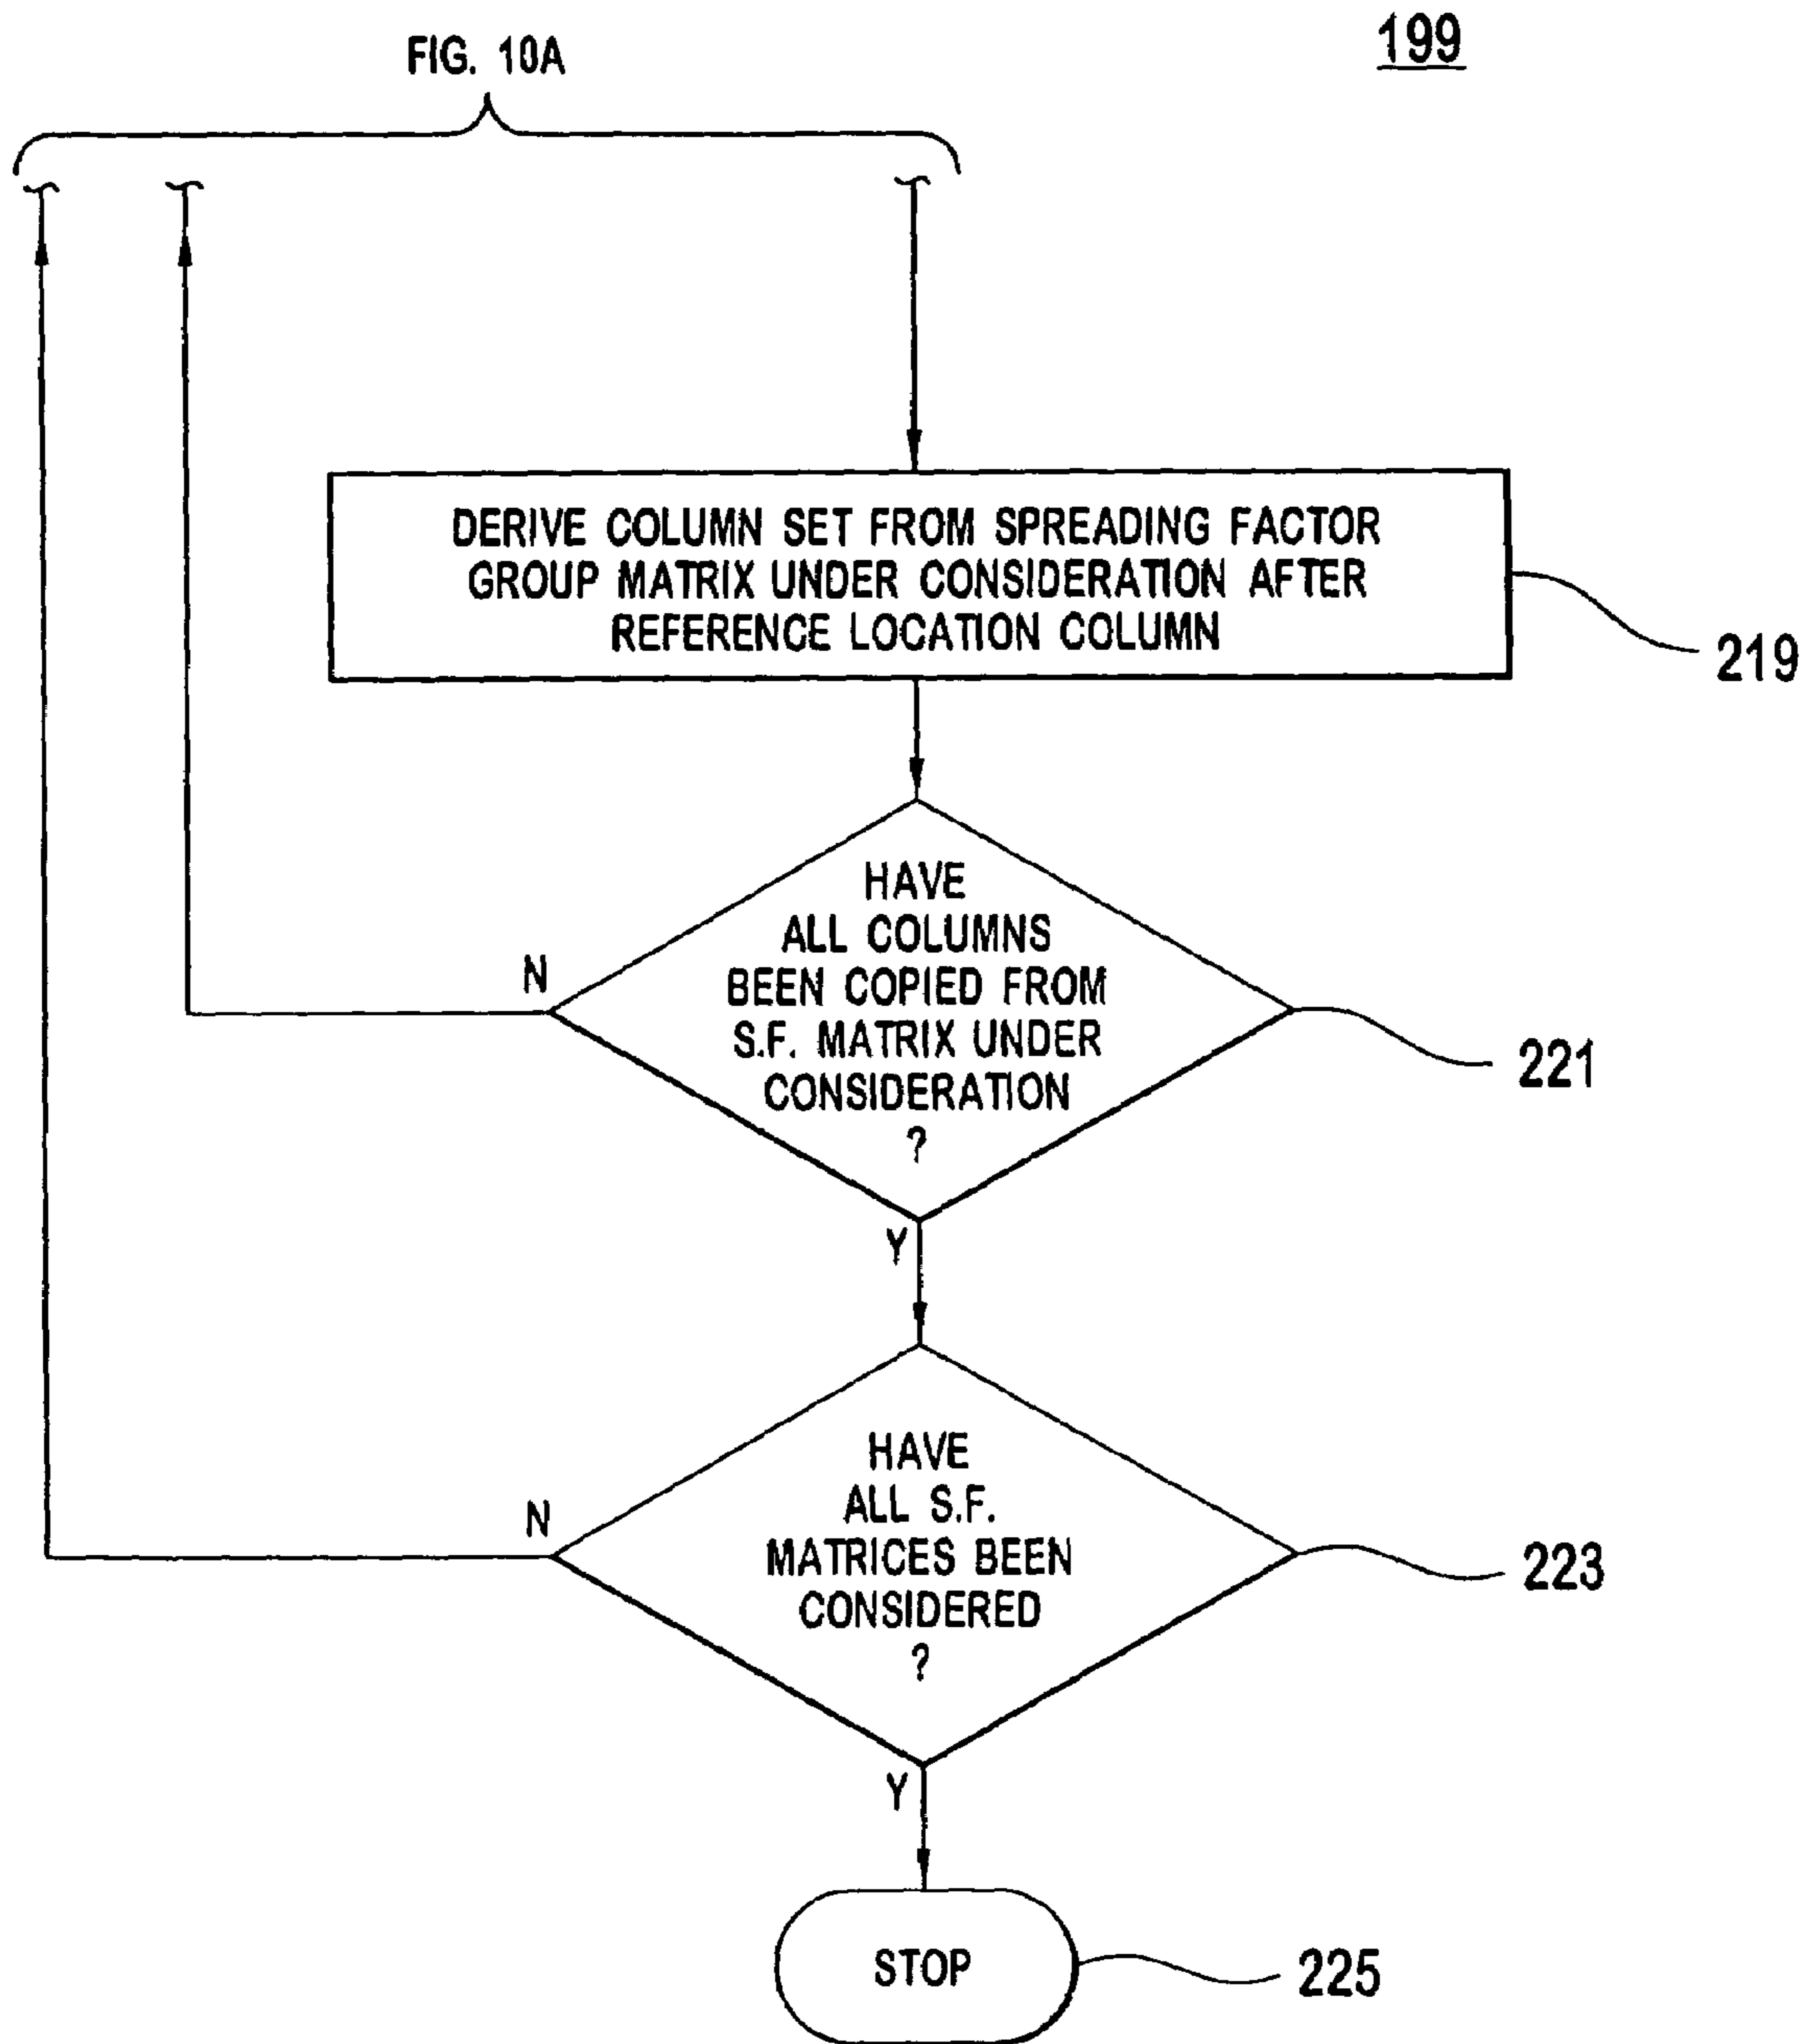 FIG. 10A
199
DERIVE COLUMN SET FROM SPREADING FACTOR
GROUP MATRIX UNDER CONSIDERATION AFTER
REFERENCE LOCATION COLUMN
219
HAVE
ALL COLUMNS
BEEN COPIED FROM
S.F. MATRIX UNDER
CONSIDERATION
?
N
221
Y
HAVE
ALL S.F.
MATRICES BEEN
CONSIDERED
?
N
223
Y
STOP
225